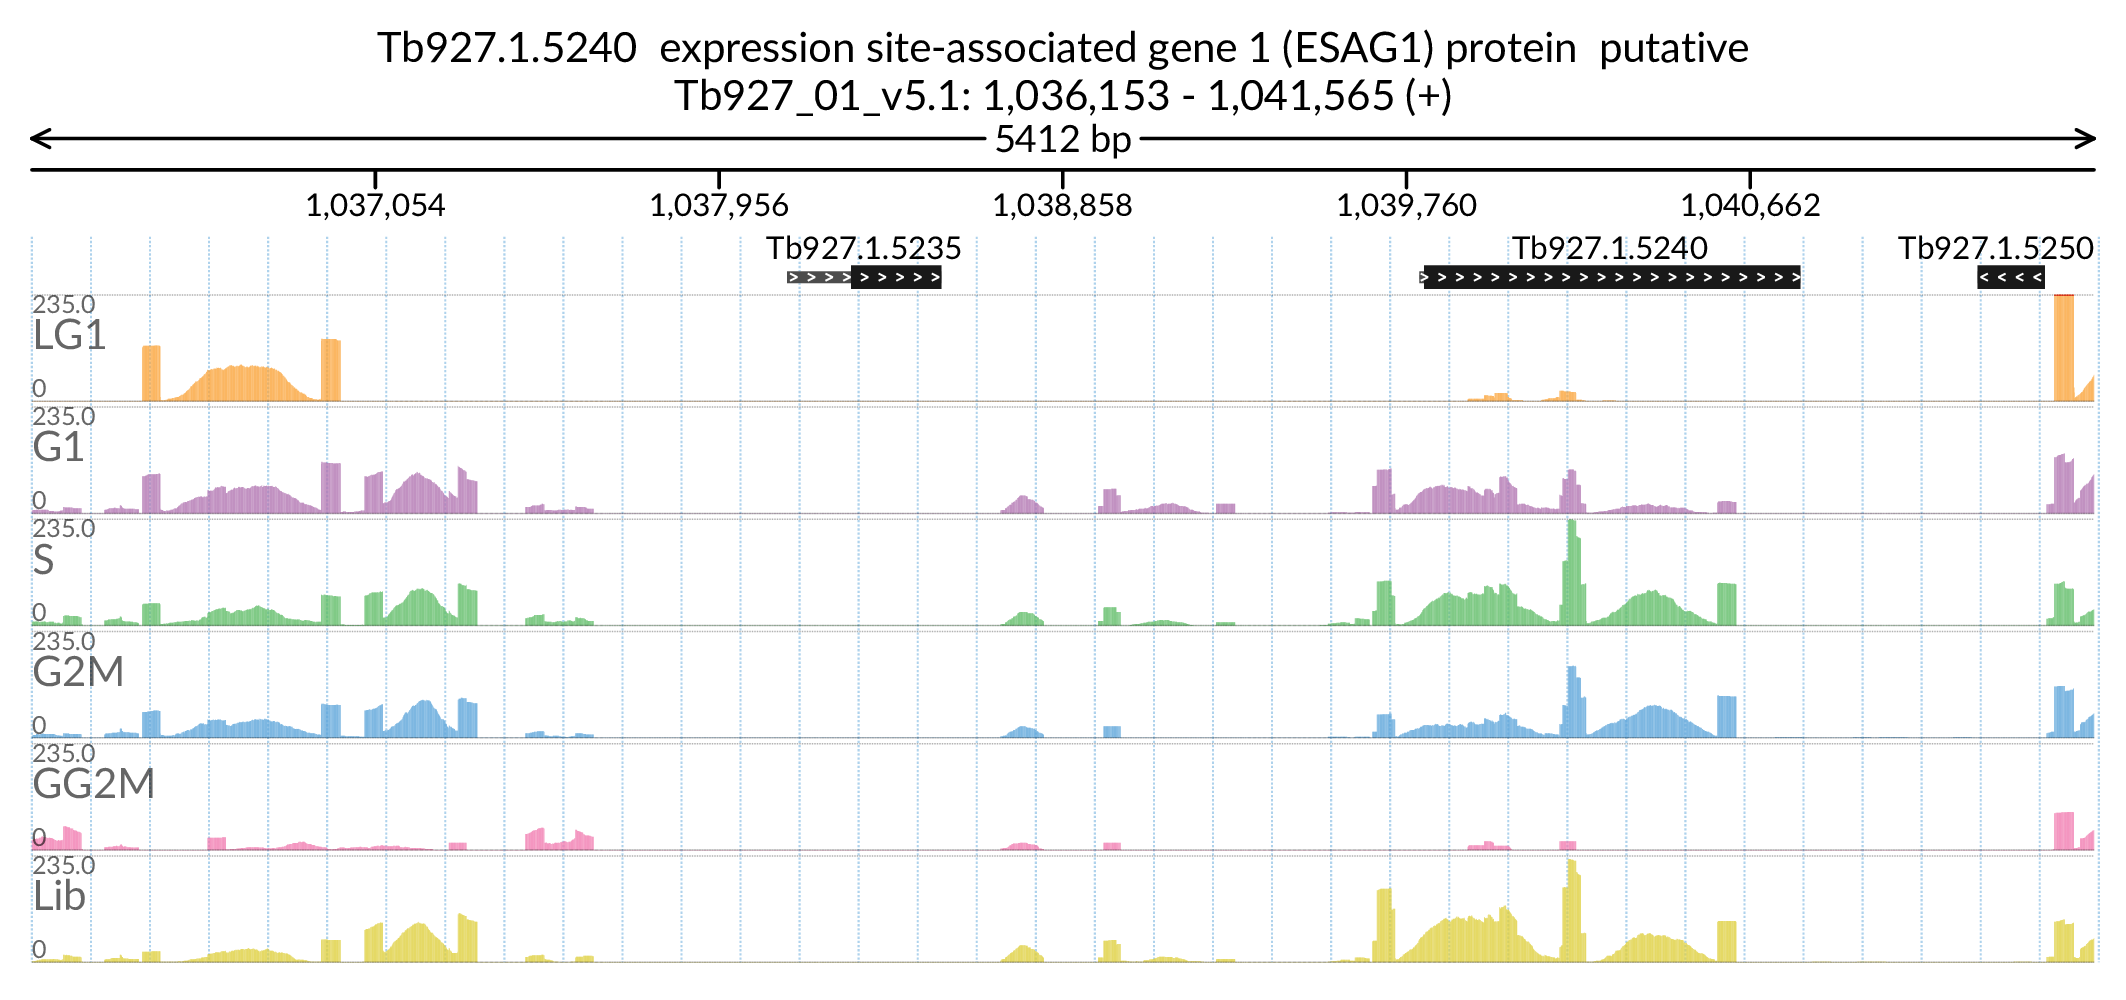 Tb927.1.5240  expression site-associated gene 1 (ESAG1) protein  putative
Tb927_01_v5.1: 1,036,153 - 1,041,565 (+)
5412 bp
1,037,054 1,037,956 1,038,858 1,039,760 1,040,662
Tb927.1.5235 Tb927.1.5240 Tb927.1.5250
235.0
LG1
0
235.0
G1
0
235.0
S
0
235.0
G2M
0
235.0
GG2M
0
235.0
Lib
0